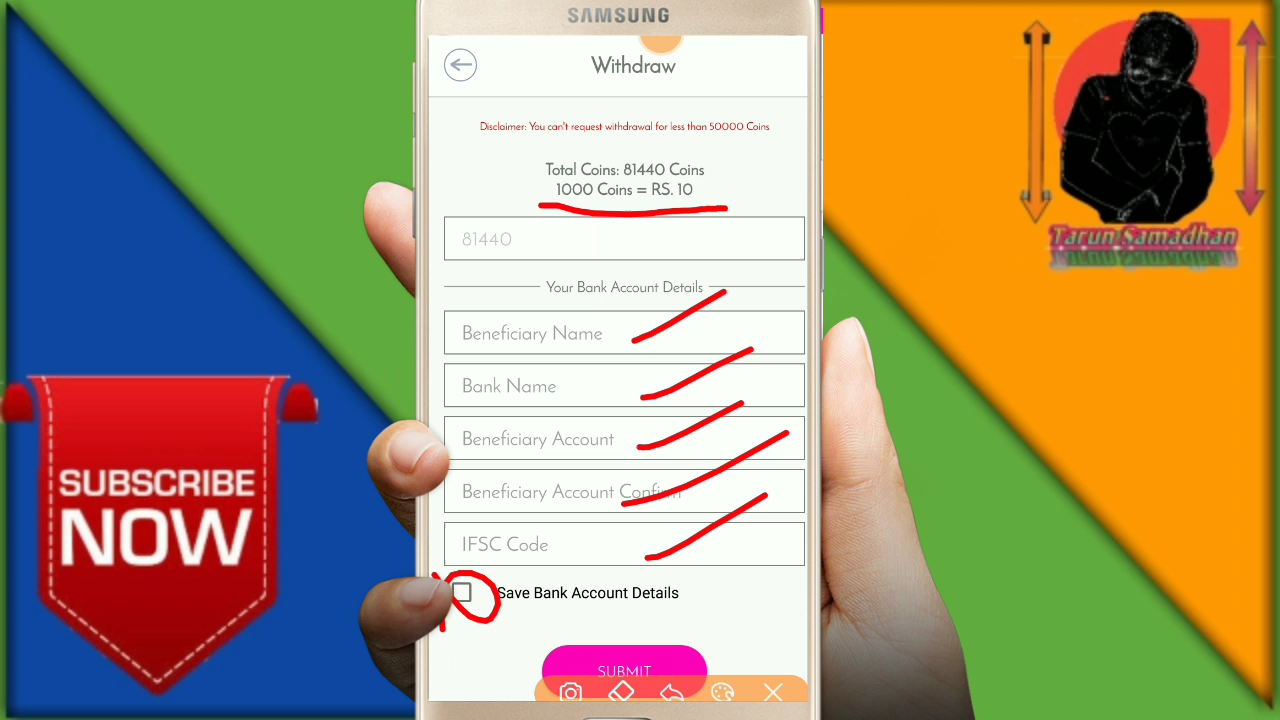 SAMSUNG
Withdraw
Disclaimer: You can't request withdrawal for less than 50000 Coins
Total Coins: 81440 Coins
1000 Coins = RS. 10
81440
Your Bank Account Details
Beneficiary Name
Bank Name
Beneficiary Account
Beneficiary Account Confirm
IFSC Code
Save Bank Account Details
SUBMIT
SUBSCRIBE
NOW
Tarun Samadhan